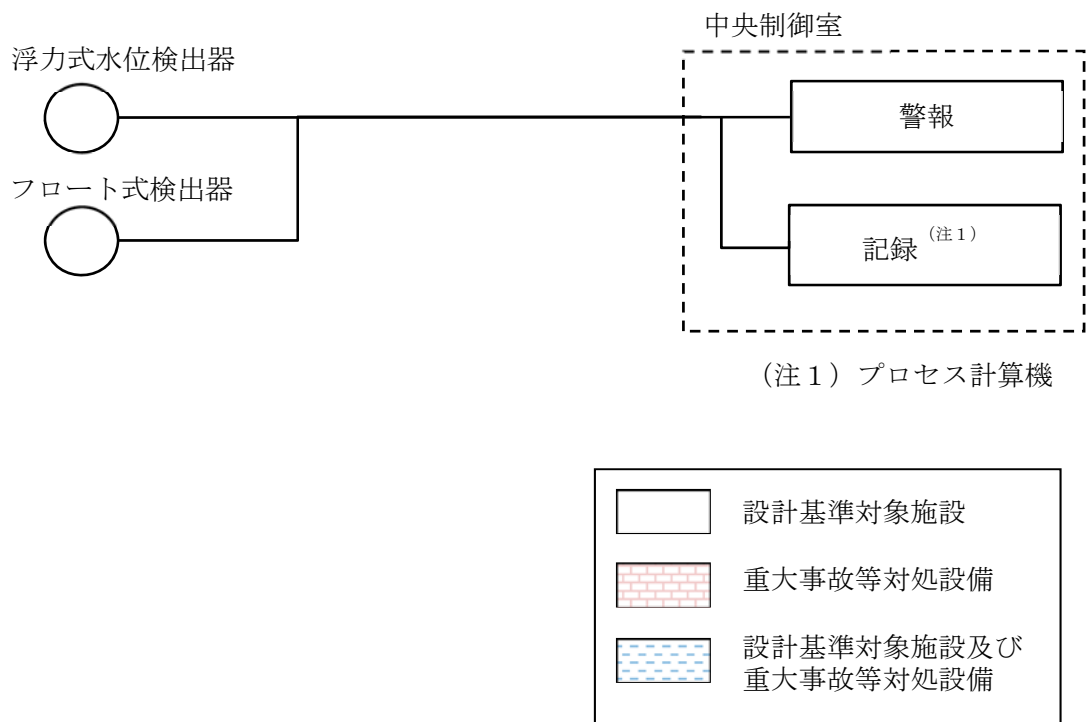 中央制御室
浮力式水位検出器
警報
フロート式検出器
記録（注１）
（注１）プロセス計算機
設計基準対象施設
重大事故等対処設備
設計基準対象施設及び
重大事故等対処設備